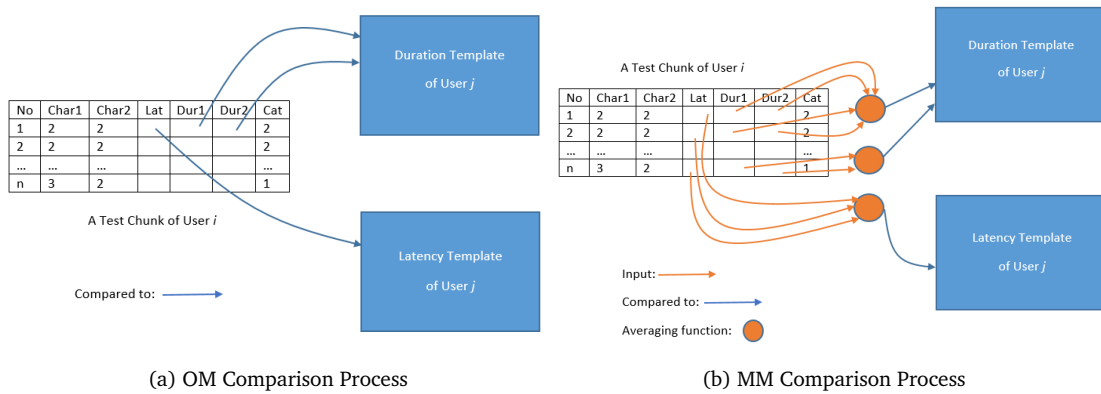 Duration Template
of User j
No Char1 Char2 Lat Dur1 Dur2 Cat
1 2 2 2
2 2 2 2
... ... ... ...
n 3 2 1
A Test Chunk of User i
Latency Template
of User j
Compared to:
(a) OM Comparison Process
Duration Template
of User j
A Test Chunk of User i
No Char1 Char2 Lat Dur1 Dur2 Cat
1 2 2 2
2 2 2 2
... ... ... ...
n 3 2 1
Latency Template
of User j
Input:
Compared to:
Averaging function:
(b) MM Comparison Process